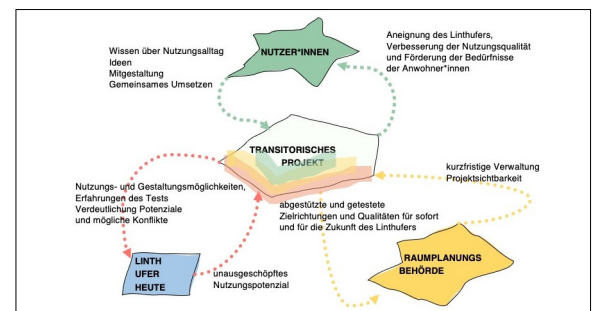 NUTZER*INNEN
Wissen über Nutzungsalltag
Ideen
Mitgestaltung
Gemeinsames Umsetzen
Aneignung des Linthufers,
Verbesserung der Nutzungsqualität
und Förderung der Bedürfnisse
der Anwohner*innen
TRANSITORISCHES
PROJEKT
kurzfristige Verwaltung
Projektsichtbarkeit
Nutzungs- und Gestaltungsmöglichkeiten,
Erfahrungen des Tests
Verdeutlichung Potenziale
und mögliche Konflikte
abgestützte und getestete
Zielrichtungen und Qualitäten für sofort
und für die Zukunft des Linthufers
LINTH
UFER
HEUTE
unausgeschöpftes
Nutzungspotenzial
RAUMPLANUNGS
BEHÖRDE